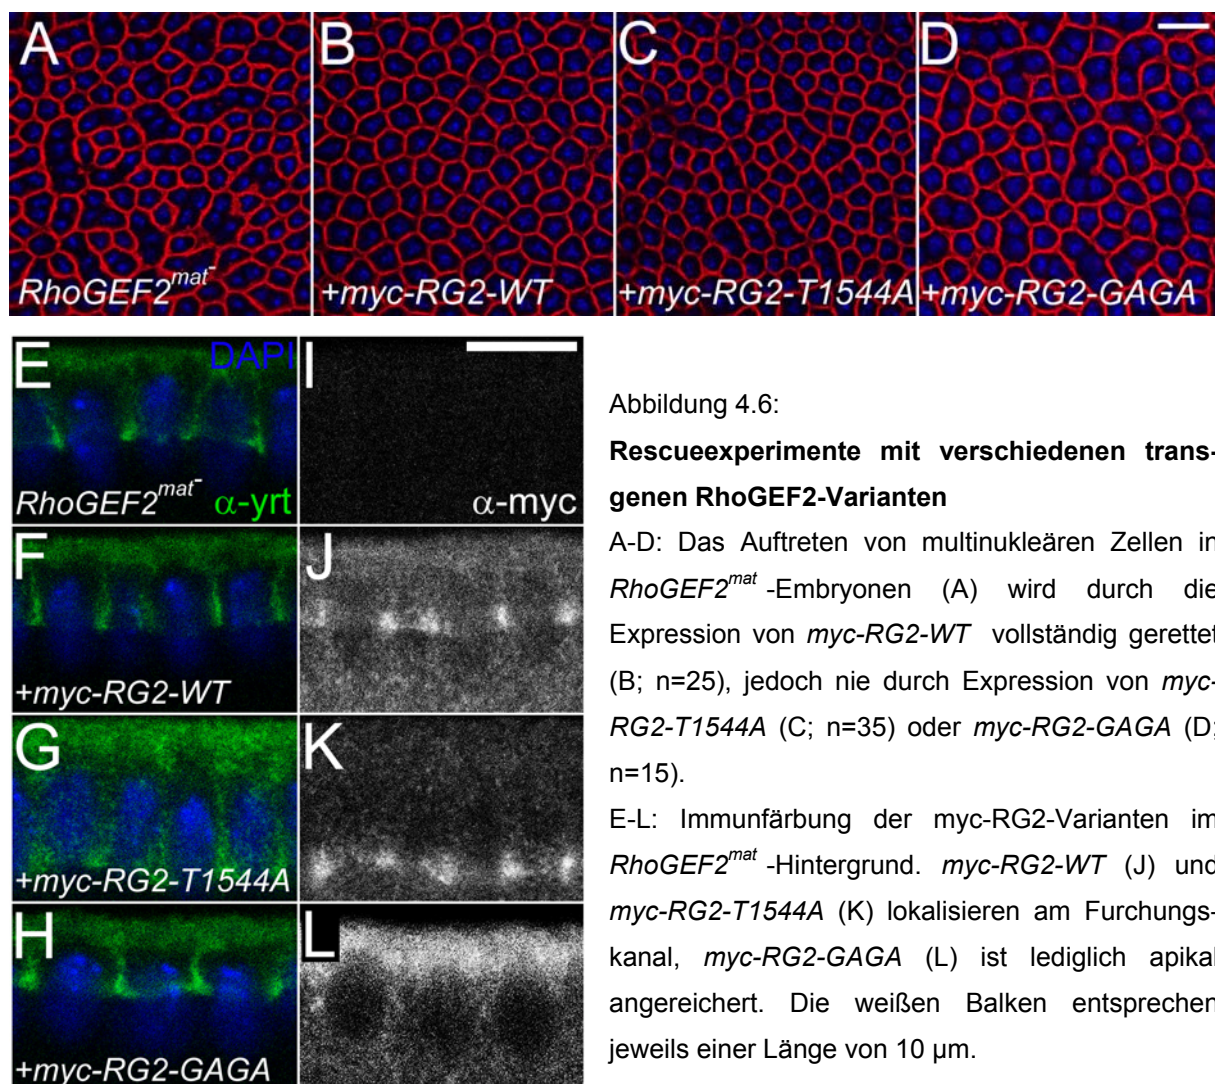 A
B
C
D
RhoGEF2mat-
+myc-RG2-WT
+myc-RG2-T1544A
+myc-RG2-GAGA
E
DAPI
I
RhoGEF2mat-
α-yrt
α-myc
F
J
+myc-RG2-WT
G
K
+myc-RG2-T1544A
H
L
+myc-RG2-GAGA
Abbildung 4.6:
Rescueexperimente mit verschiedenen trans-
genen RhoGEF2-Varianten
A-D: Das Auftreten von multinukleären Zellen in
RhoGEF2mat -Embryonen (A) wird durch die
Expression von myc-RG2-WT vollständig gerettet
(B; n=25), jedoch nie durch Expression von myc-
RG2-T1544A (C; n=35) oder myc-RG2-GAGA (D;
n=15).
E-L: Immunfärbung der myc-RG2-Varianten im
RhoGEF2mat -Hintergrund. myc-RG2-WT (J) und
myc-RG2-T1544A (K) lokalisieren am Furchungs-
kanal, myc-RG2-GAGA (L) ist lediglich apikal
angereichert. Die weißen Balken entsprechen
jeweils einer Länge von 10 µm.